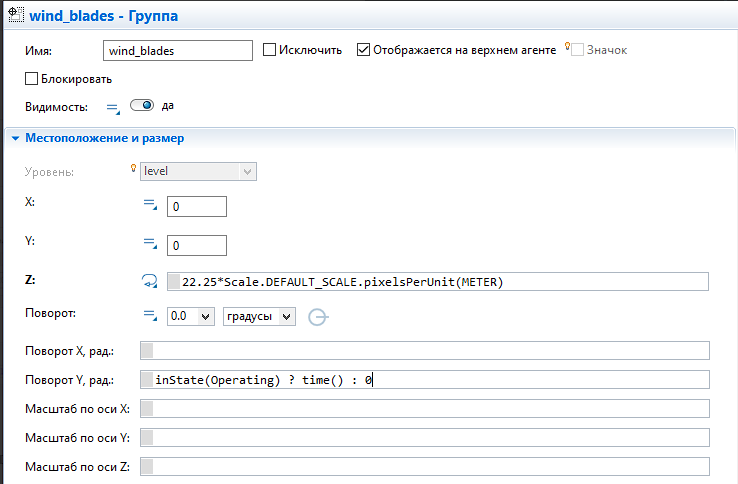 wind_blades - Группа
Имя: wind_blades Исключить Отображается на верхнем агенте Значок
Блокировать
Видимость: да
Местоположение и размер
Уровень: level
X: 0
Y: 0
Z: 22.25*Scale.DEFAULT_SCALE.pixelsPerUnit(METER)
Поворот: 0.0 градусы
Поворот X, рад.:
Поворот Y, рад.: inState(Operating) ? time() : 0
Масштаб по оси X:
Масштаб по оси Y:
Масштаб по оси Z: